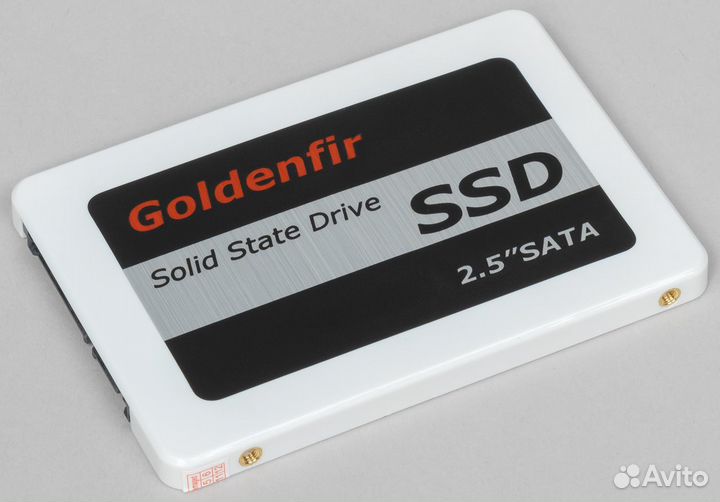 Goldenfir
Solid State Drive
SSD
2.5″SATA
Avito